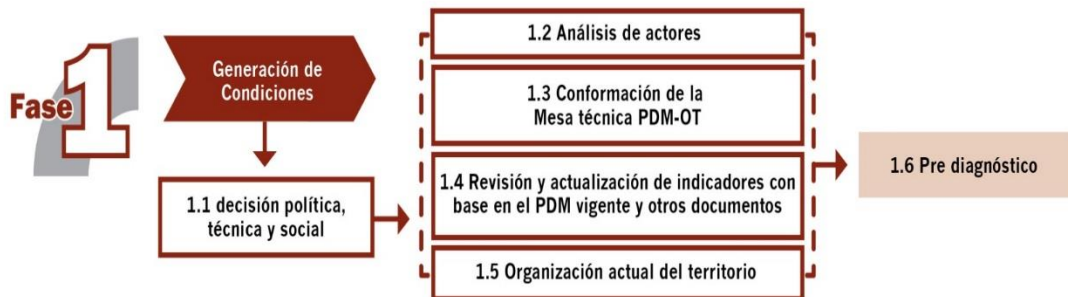 Fase 1
Generación de
Condiciones
1.1 decisión política,
técnica y social
1.2 Análisis de actores
1.3 Conformación de la
Mesa técnica PDM-OT
1.4 Revisión y actualización de indicadores con
base en el PDM vigente y otros documentos
1.5 Organización actual del territorio
1.6 Pre diagnóstico